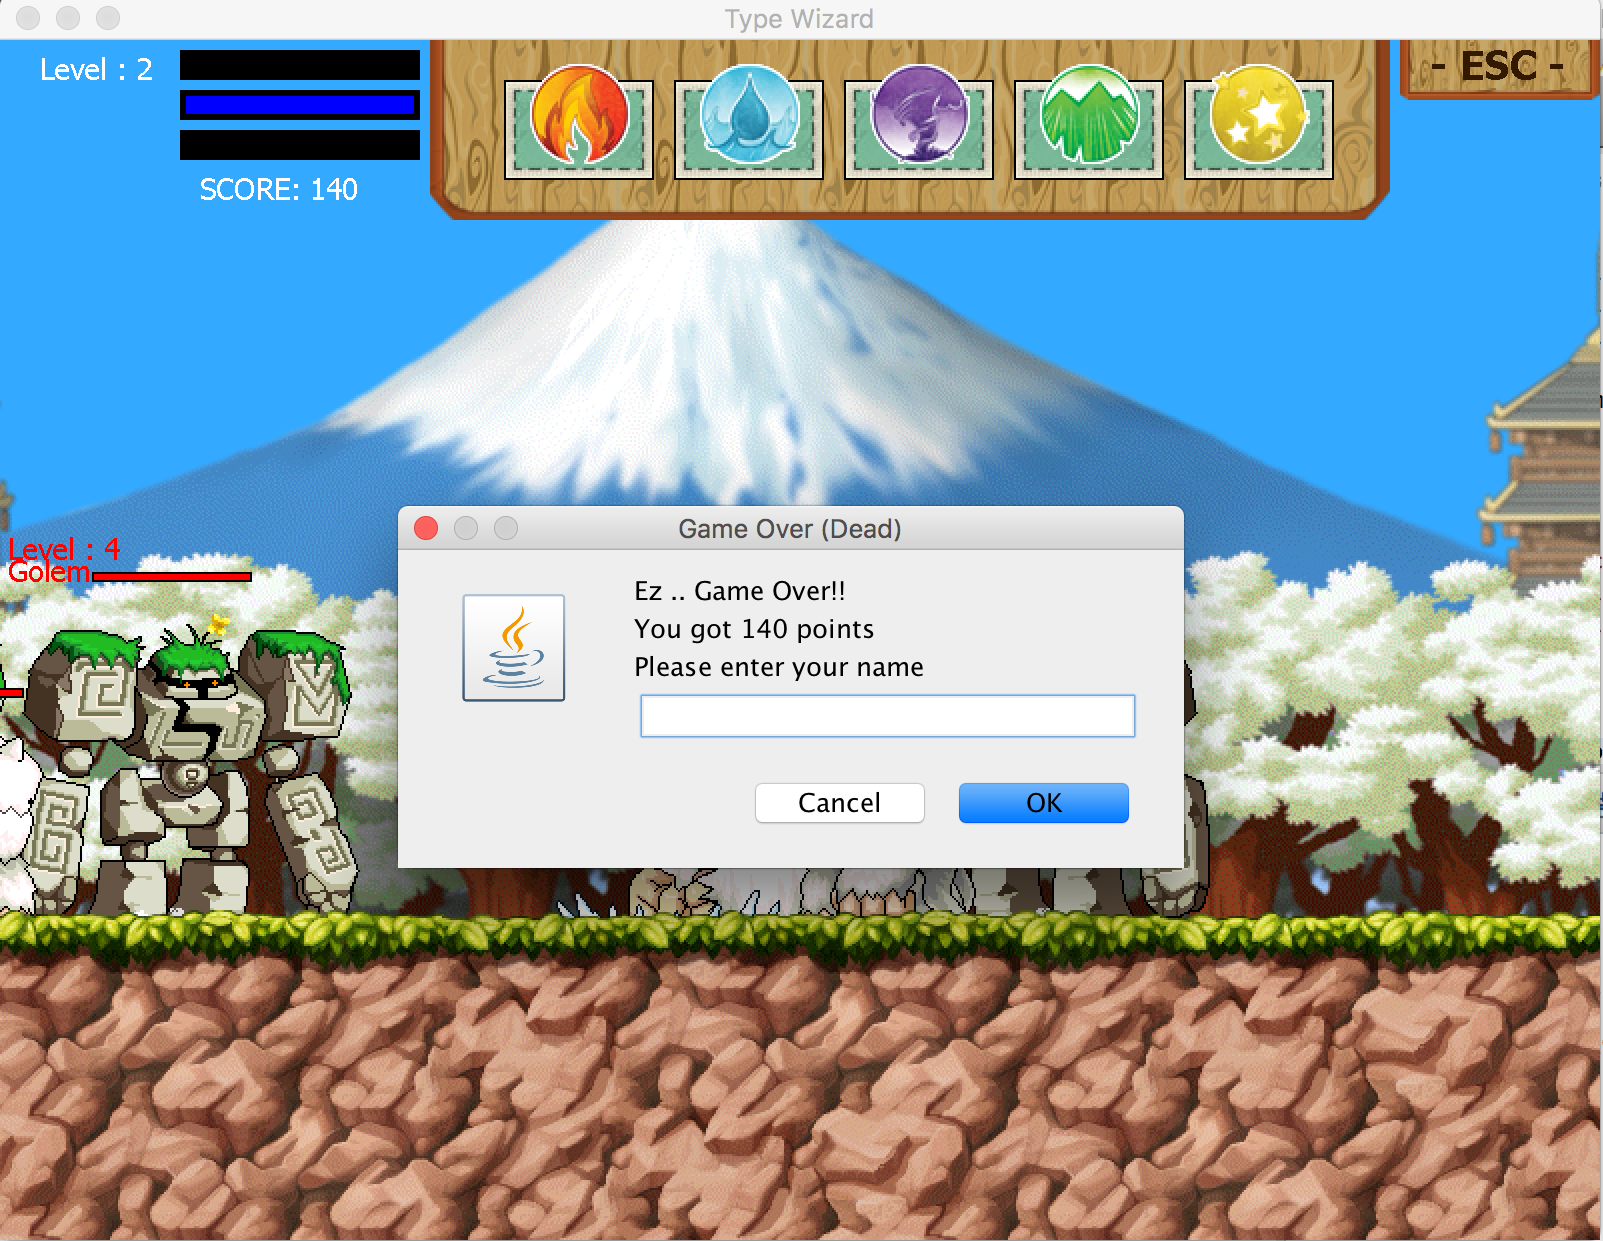 Type Wizard
Level : 2
- ESC -
SCORE: 140
Level : 4
Golem
Game Over (Dead)
Ez .. Game Over!!
You got 140 points
Please enter your name
Cancel
OK